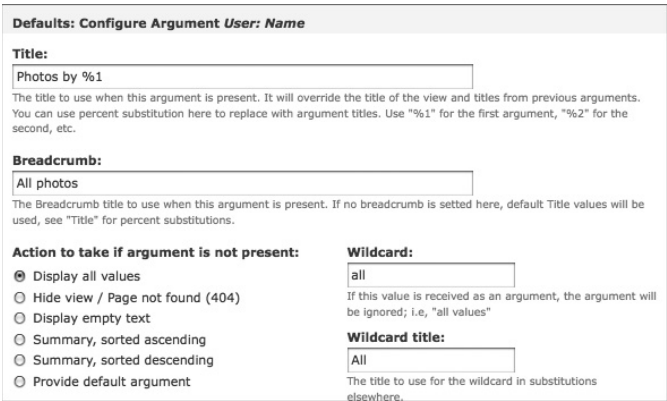 Defaults: Configure Argument User: Name
Title:
Photos by %1
The title to use when this argument is present. It will override the title of the view and titles from previous arguments.
You can use percent substitution here to replace with argument titles. Use "%1" for the first argument, "%2" for the
second, etc.
Breadcrumb:
All photos
The Breadcrumb title to use when this argument is present. If no breadcrumb is setted here, default Title values will be
used, see "Title" for percent substitutions.
Action to take if argument is not present:
Display all values
Hide view / Page not found (404)
Display empty text
Summary, sorted ascending
Summary, sorted descending
Provide default argument
Wildcard:
all
If this value is received as an argument, the argument will
be ignored; i.e, "all values"
Wildcard title:
All
The title to use for the wildcard in substitutions
elsewhere.